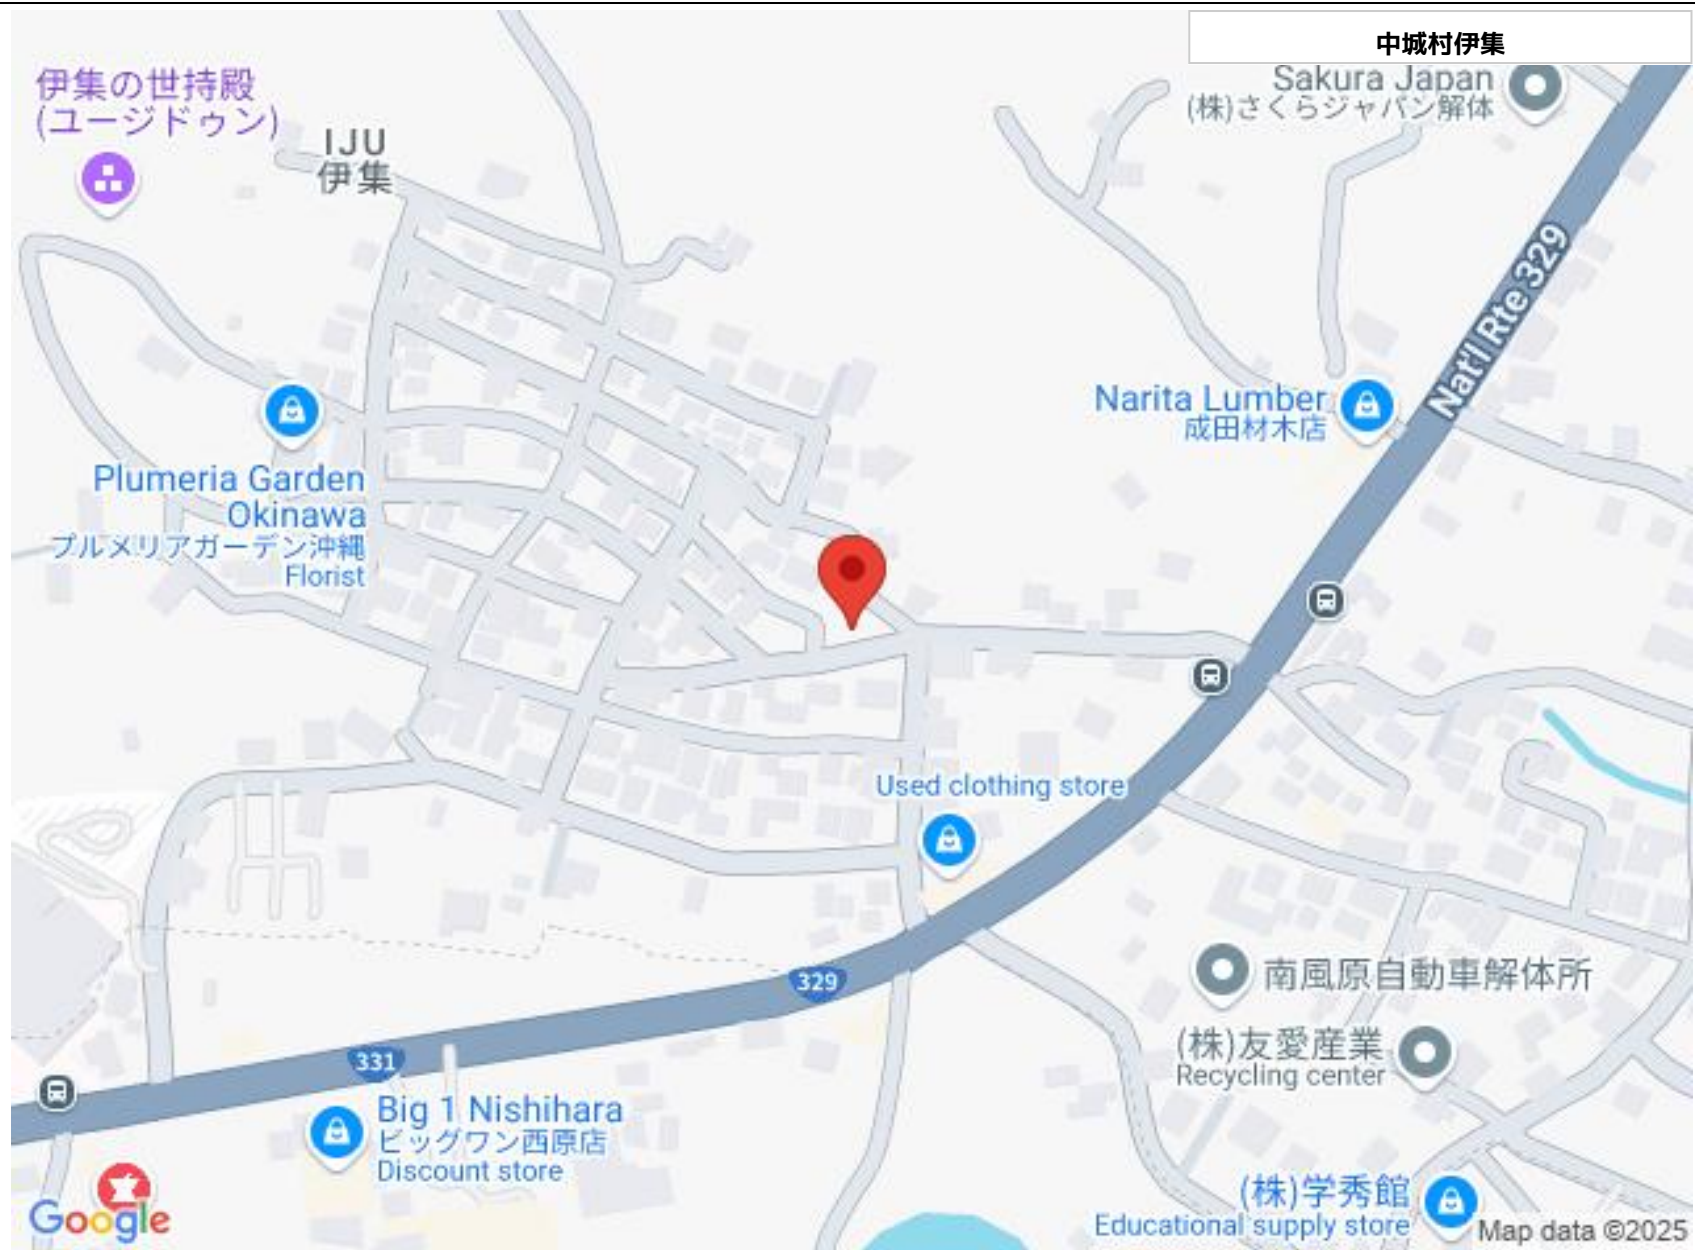 中城村伊集
伊集の世持殿
(ユージドゥン)
IJU
伊集
Sakura Japan
(株)さくらジャパン解体
Nat'l Rte 329
Narita Lumber
成田材木店
Plumeria Garden
Okinawa
プルメリアガーデン沖縄
Florist
Used clothing store
329
南風原自動車解体所
331
(株)友愛産業
Recycling center
Big 1 Nishihara
ビッグワン西原店
Discount store
(株)学秀館
Educational supply store
Google
Map data ©2025